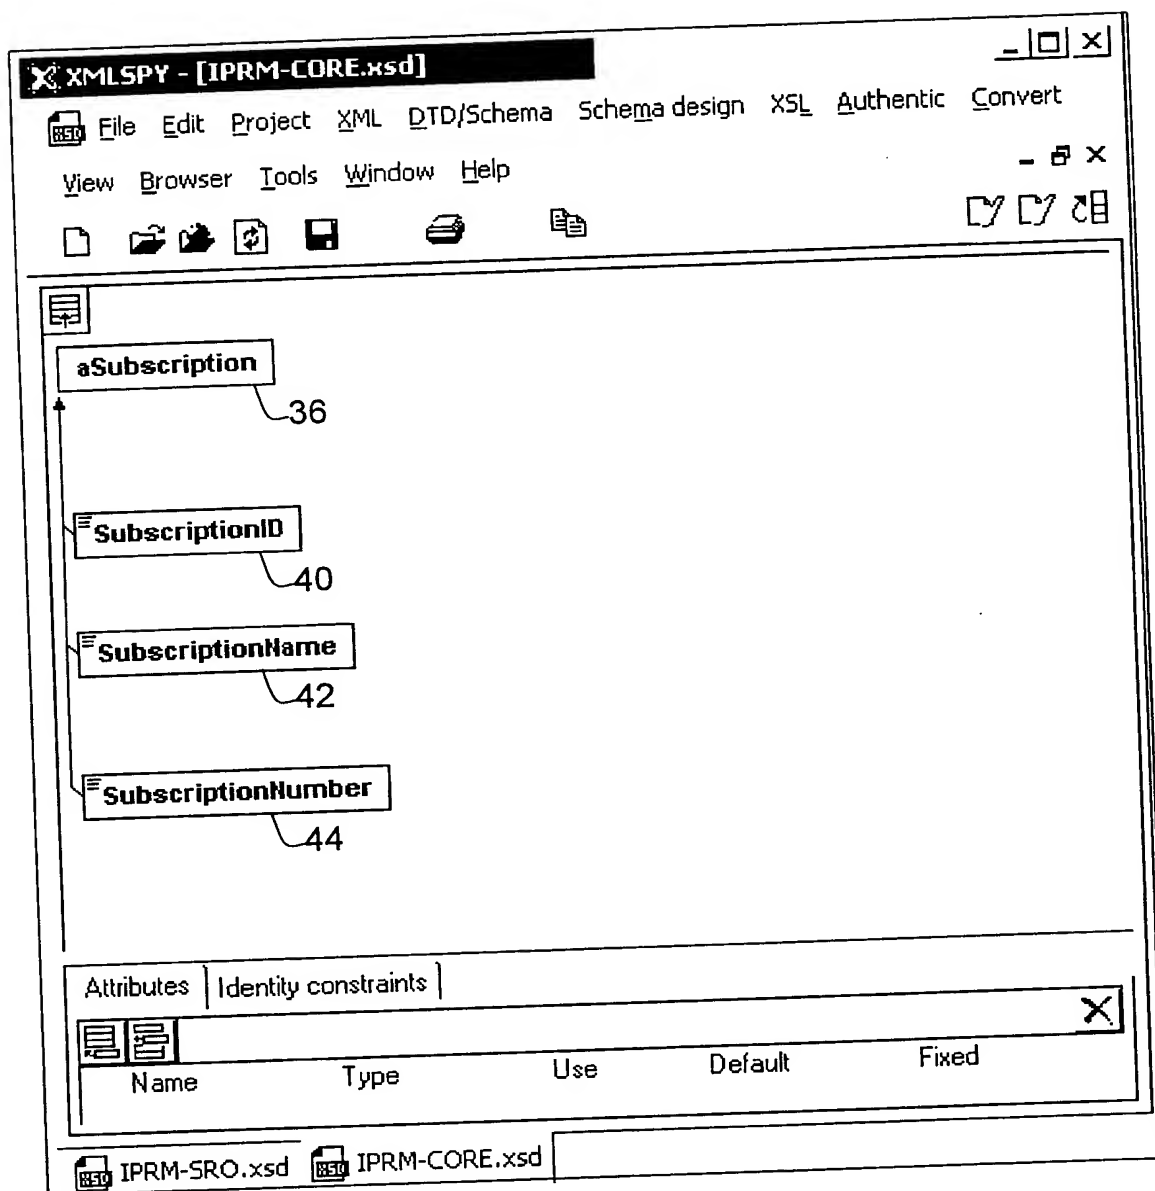 XMLSPY - [IPRM-CORE.xsd]
File Edit Project XML DTD/Schema Schema design XSL Authentic Convert
View Browser Tools Window Help
aSubscription
36
SubscriptionID
40
SubscriptionName
42
SubscriptionNumber
44
Attributes Identity constraints
Name Type Use Default Fixed
XSD IPRM-SRO.xsd XSD IPRM-CORE.xsd